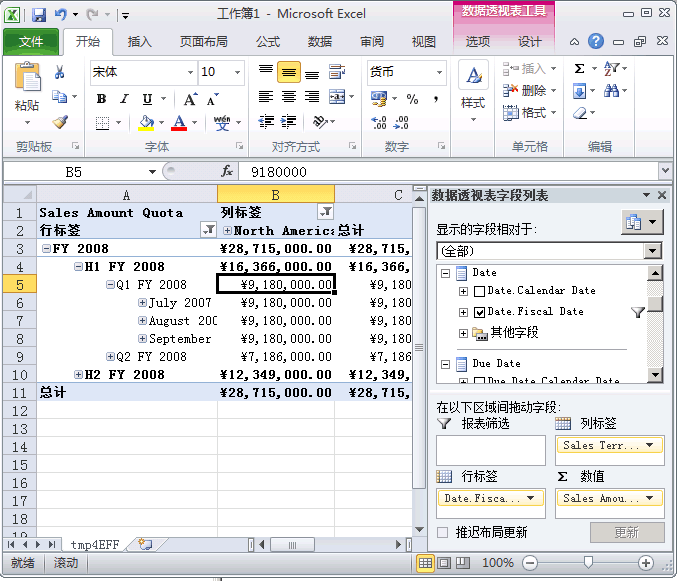 工作簿1 - Microsoft Excel
数据透视表工具
文件 开始 插入 页面布局 公式 数据 审阅 视图 选项 设计
粘贴
宋体 10
B I U A A
A 雯
货币
% ,
样式
插入
删除
格式
Σ
剪贴板 字体 对齐方式 数字 单元格 编辑
B5 fx 9180000
A B C
1 Sales Amount Quota 列标签
2 行标签 North America 总计
3 FY 2008 ¥28,715,000.00 ¥28,715,
4 H1 FY 2008 ¥16,366,000.00 ¥16,366,
5 Q1 FY 2008 ¥9,180,000.00 ¥9,180
6 July 2007 ¥9,180,000.00 ¥9,180
7 August 200 ¥9,180,000.00 ¥9,180
8 September ¥9,180,000.00 ¥9,180
9 Q2 FY 2008 ¥7,186,000.00 ¥7,186
10 H2 FY 2008 ¥12,349,000.00 ¥12,349,
11 总计 ¥28,715,000.00 ¥28,715,
12
13
14
15
16
17
18
19
tmp4EFF
就绪 滚动 100%
数据透视表字段列表
显示的字段相对于:
(全部)
Date
Date.Calendar Date
Date.Fiscal Date
其他字段
Due Date
Due Date.Calendar Date
在以下区域间拖动字段:
报表筛选 列标签
Sales Terr...
行标签 Σ 数值
Date.Fisca... Sales Amou...
推迟布局更新 更新